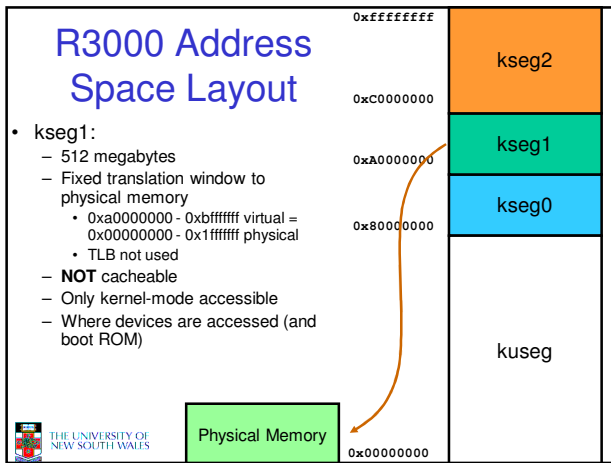 R3000 Address
Space Layout
• kseg1:
– 512 megabytes
– Fixed translation window to
physical memory
• 0xa0000000 - 0xbfffffff virtual =
0x00000000 - 0x1fffffff physical
• TLB not used
– NOT cacheable
– Only kernel-mode accessible
– Where devices are accessed (and
boot ROM)
THE UNIVERSITY OF
NEW SOUTH WALES
Physical Memory
0xffffffff
0xC0000000
0xA0000000
0x80000000
0x00000000
kseg2
kseg1
kseg0
kuseg